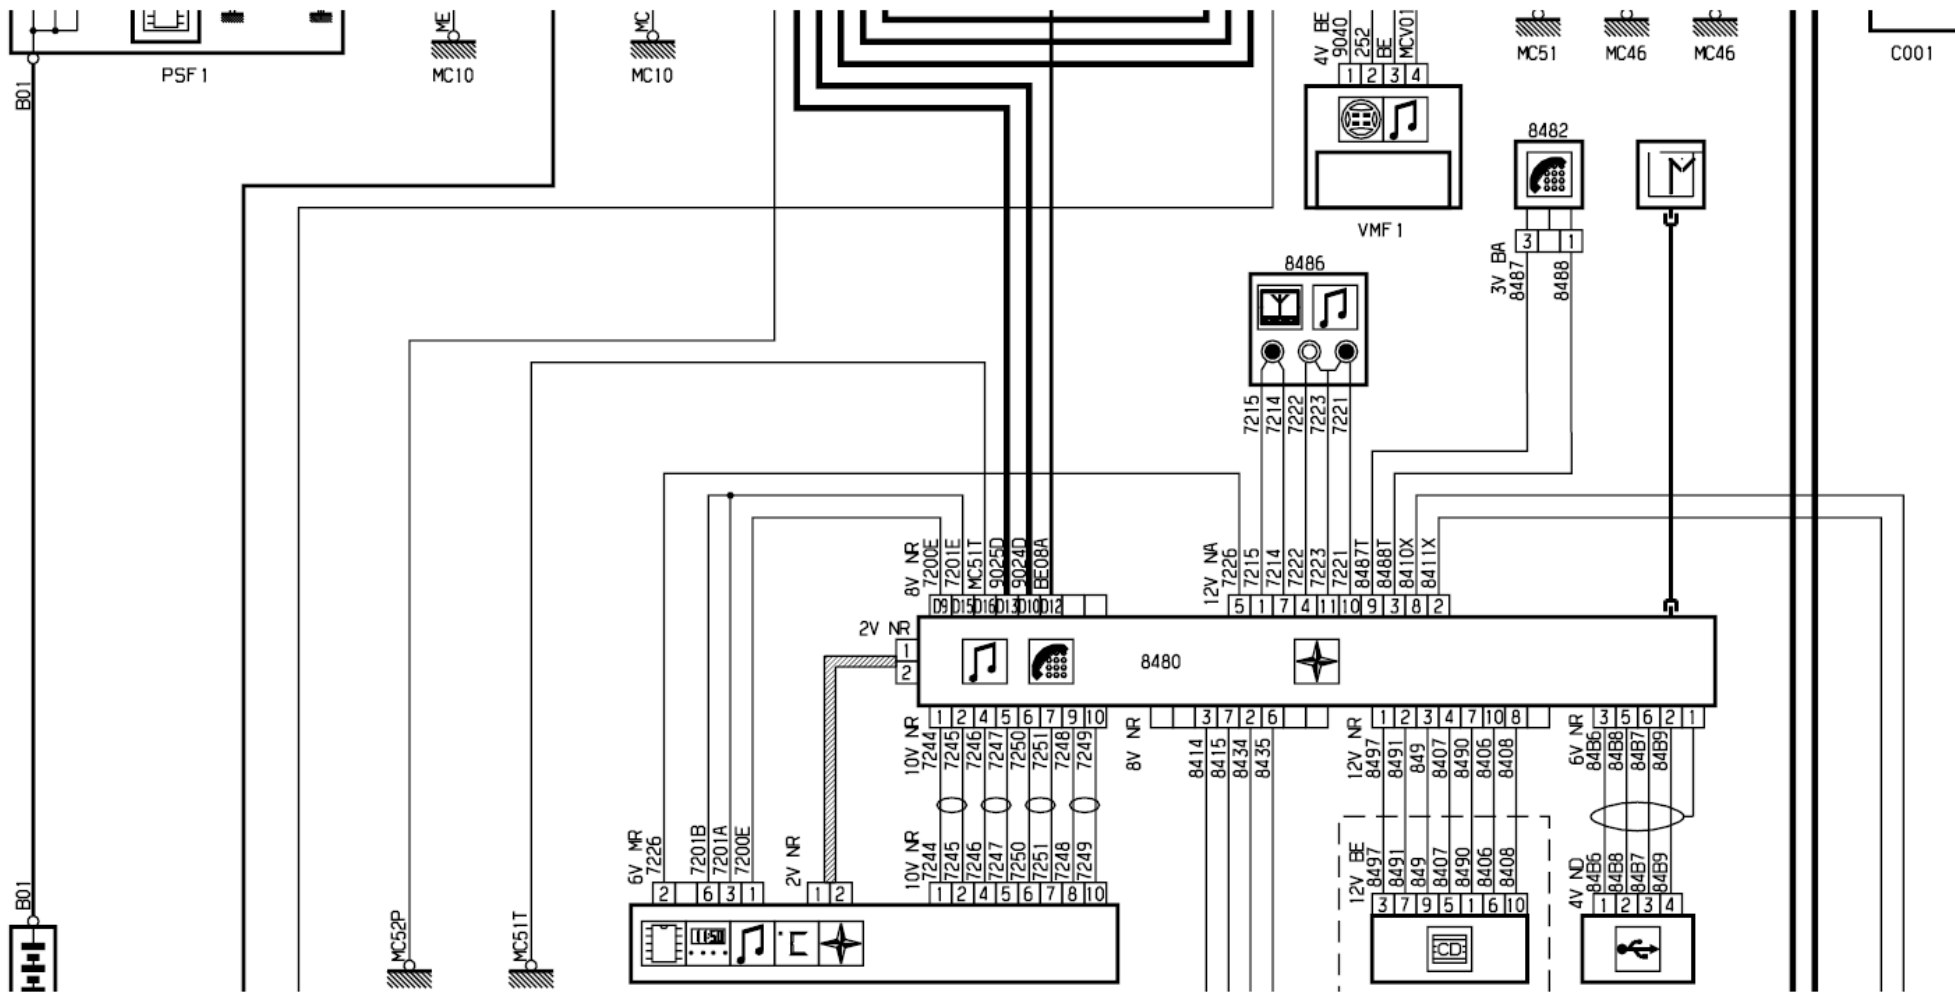 ME
MC
4V BE
9040
252
BE
MCV01
PSF1
MC10
MC10
1 2 3 4
MC51
MC46
MC46
C001
B01
8482
VMF1
3 1
3V BA
8487
8488
8486
7215
7214
7222
7223
7221
8V NR
7200E
7201E
MC51T
9025D
9024D
BE08A
12V NA
7226
7215
7214
7222
7223
7221
8487T
8488T
8410X
8411X
D9 D15 D16 D13 D10 D12
5 1 7 4 11 10 9 3 8 2
2V NR
1
2
8480
1 2 4 5 6 7 9 10
3 7 2 6
1 2 3 4 7 10 8
3 5 6 2 1
10V NR
7244
7245
7246
7247
7250
7251
7248
7249
8V NR
8414
8415
8434
8435
12V NR
8497
8491
849
8407
8490
8406
8408
6V NR
84B6
84B8
84B7
84B9
6V MR
7226
7201B
7201A
7200E
2V NR
10V NR
7244
7245
7246
7247
7250
7251
7248
7249
12V BE
8497
8491
849
8407
8490
8406
8408
4V ND
84B6
84B8
84B7
84B9
B01
2 6 3 1
1 2
1 2 4 5 6 7 8 10
3 7 9 5 1 6 10
1 2 3 4
MC52P
MC51T
11:50
°C
CD